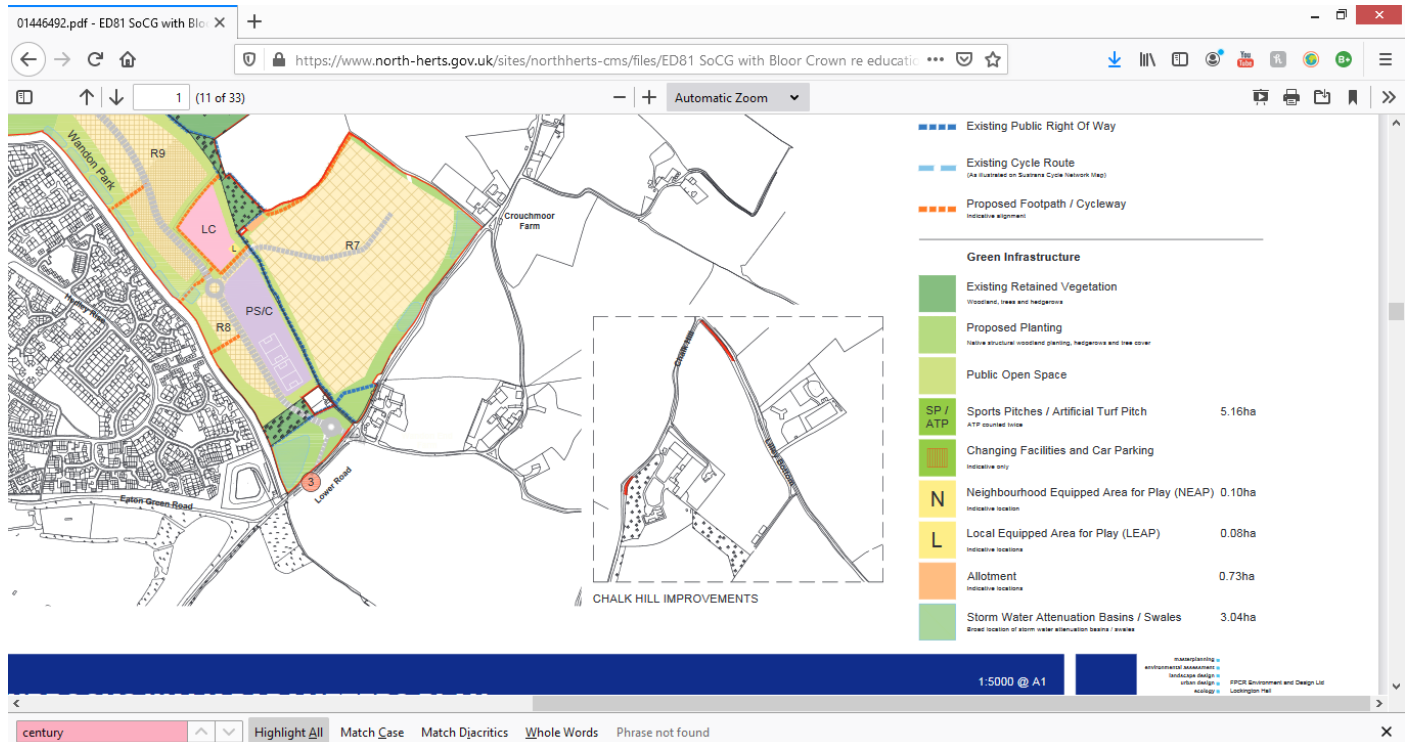 01446492.pdf - ED81 SoCG with Bloo
https://www.north-herts.gov.uk/sites/northherts-cms/files/ED81 SoCG with Bloor Crown re educatic
1 (11 of 33)
Automatic Zoom
Wandon Park
R9
LC
L
R7
PS/C
R8
Crouchmoor
Farm
Eaton Green Road
3
Lower Road
Chalk Hill
Lilley Bottom
CHALK HILL IMPROVEMENTS
Existing Public Right Of Way
Existing Cycle Route
(As illustrated on Sustrans Cycle Network Map)
Proposed Footpath / Cycleway
Indicative alignment
Green Infrastructure
Existing Retained Vegetation
Woodland, trees and hedgerows
Proposed Planting
Native structural woodland planting, hedgerows and tree cover
Public Open Space
SP /
ATP
Sports Pitches / Artificial Turf Pitch 5.16ha
ATP counted twice
Changing Facilities and Car Parking
Indicative only
N
Neighbourhood Equipped Area for Play (NEAP) 0.10ha
Indicative location
L
Local Equipped Area for Play (LEAP) 0.08ha
Indicative locations
Allotment 0.73ha
Indicative locations
Storm Water Attenuation Basins / Swales 3.04ha
Broad location of storm water attenuation basins / swales
1:5000 @ A1
masterplanning
environmental assessment
landscape design
urban design
ecology
FPCR Environment and Design Ltd
Lockington Hall
century
Highlight All
Match Case
Match Diacritics
Whole Words
Phrase not found